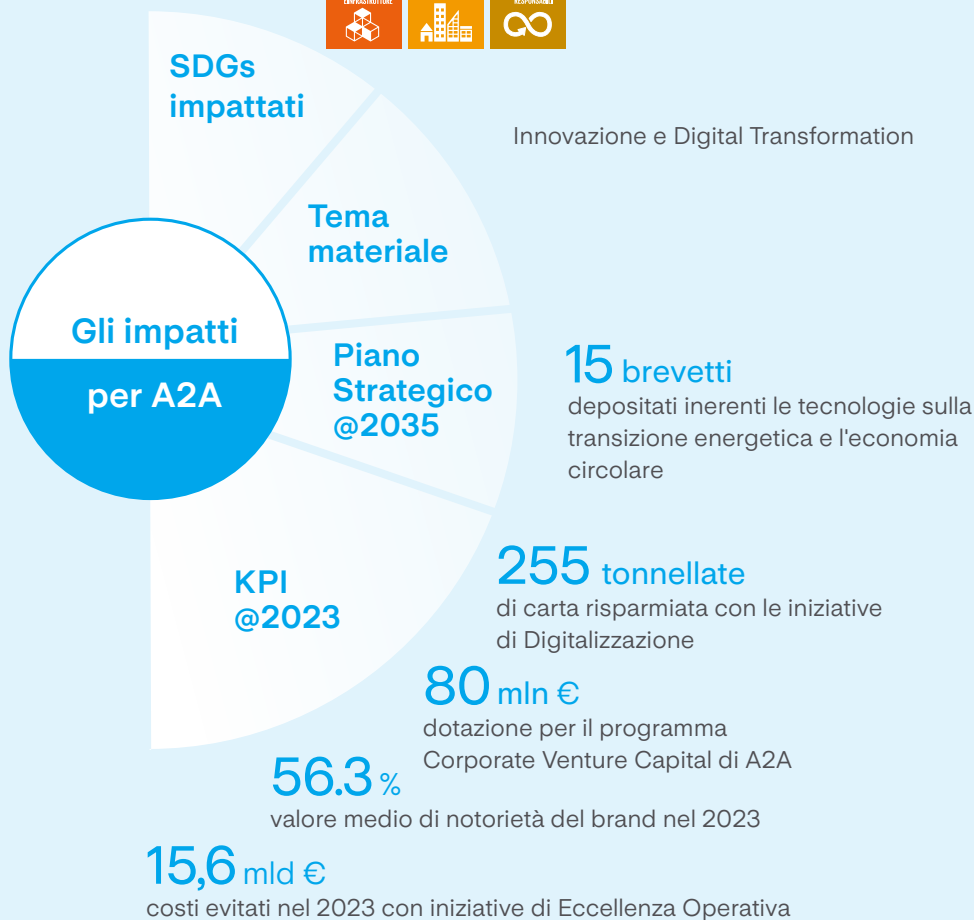 E INFRASTRUTTURE
RESPONSABILI
SDGs
impattati
Innovazione e Digital Transformation
Tema
materiale
Gli impatti
per A2A
Piano
Strategico
@2035
15 brevetti
depositati inerenti le tecnologie sulla
transizione energetica e l'economia
circolare
KPI
@2023
255 tonnellate
di carta risparmiata con le iniziative
di Digitalizzazione
80 mln €
dotazione per il programma
Corporate Venture Capital di A2A
56.3 %
valore medio di notorietà del brand nel 2023
15,6 mld €
costi evitati nel 2023 con iniziative di Eccellenza Operativa